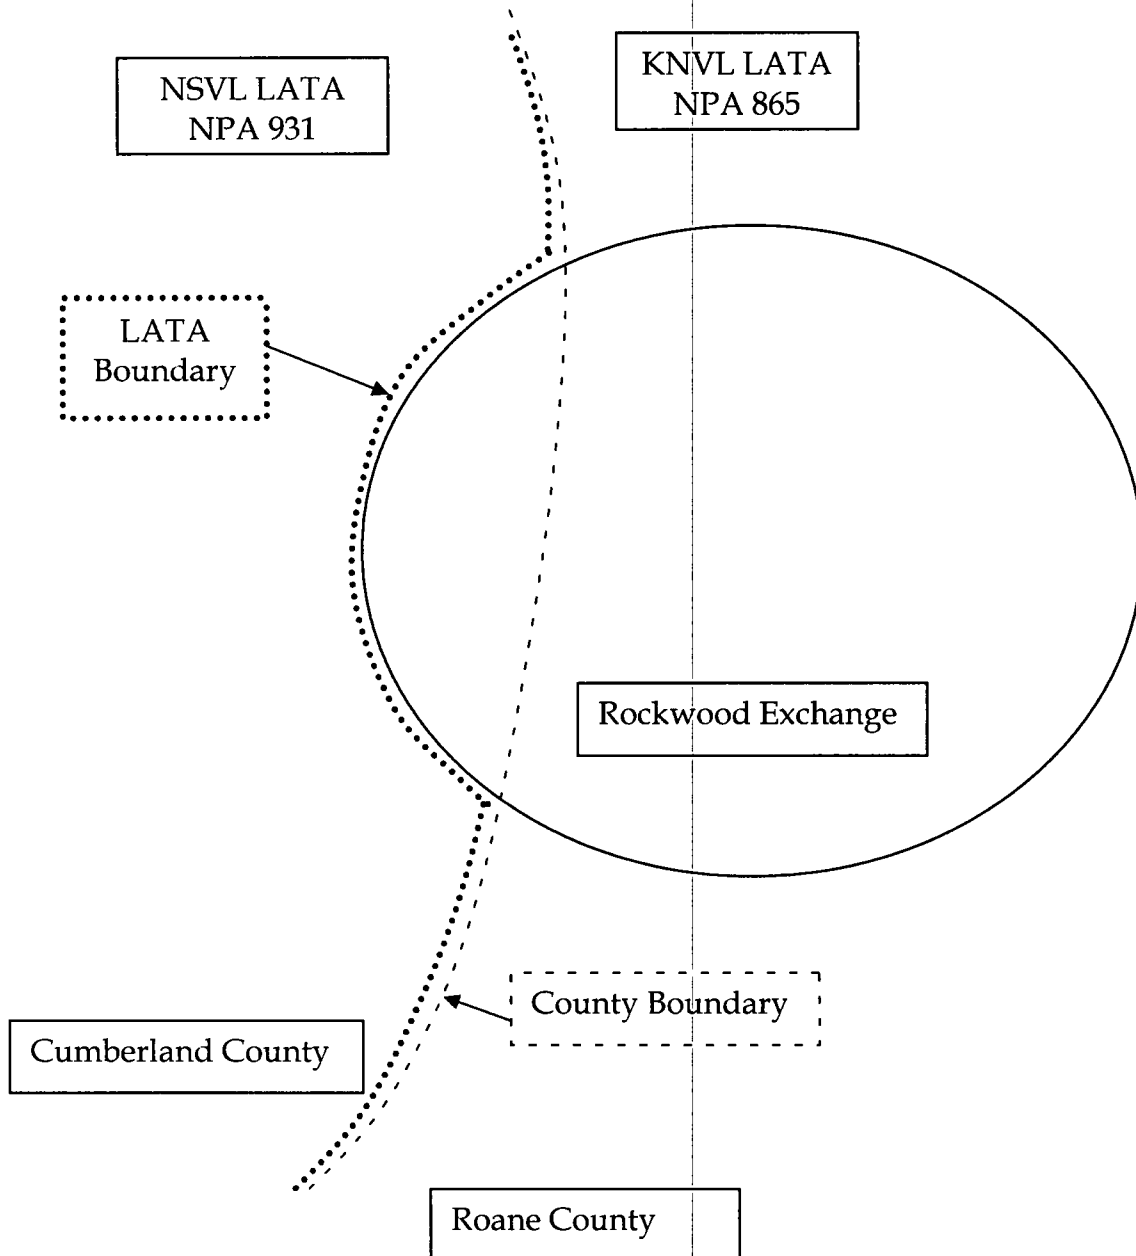 NSVL LATA
NPA 931
KNVL LATA
NPA 865
LATA
Boundary
Rockwood Exchange
County Boundary
Cumberland County
Roane County